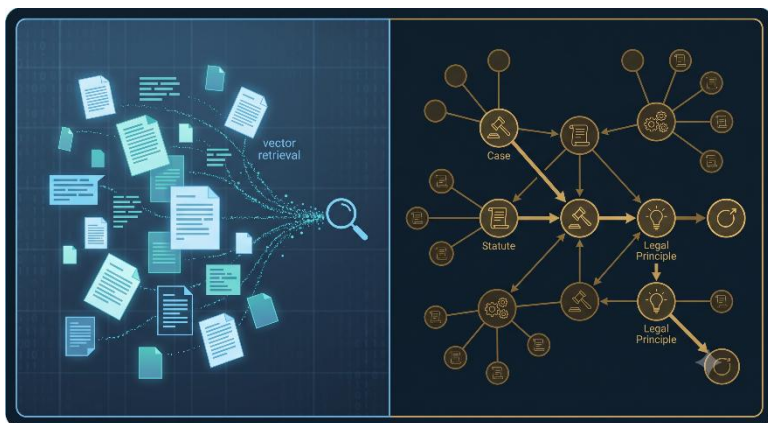 vector
retrieval
Case
Statute
Legal
Principle
Legal
Principle